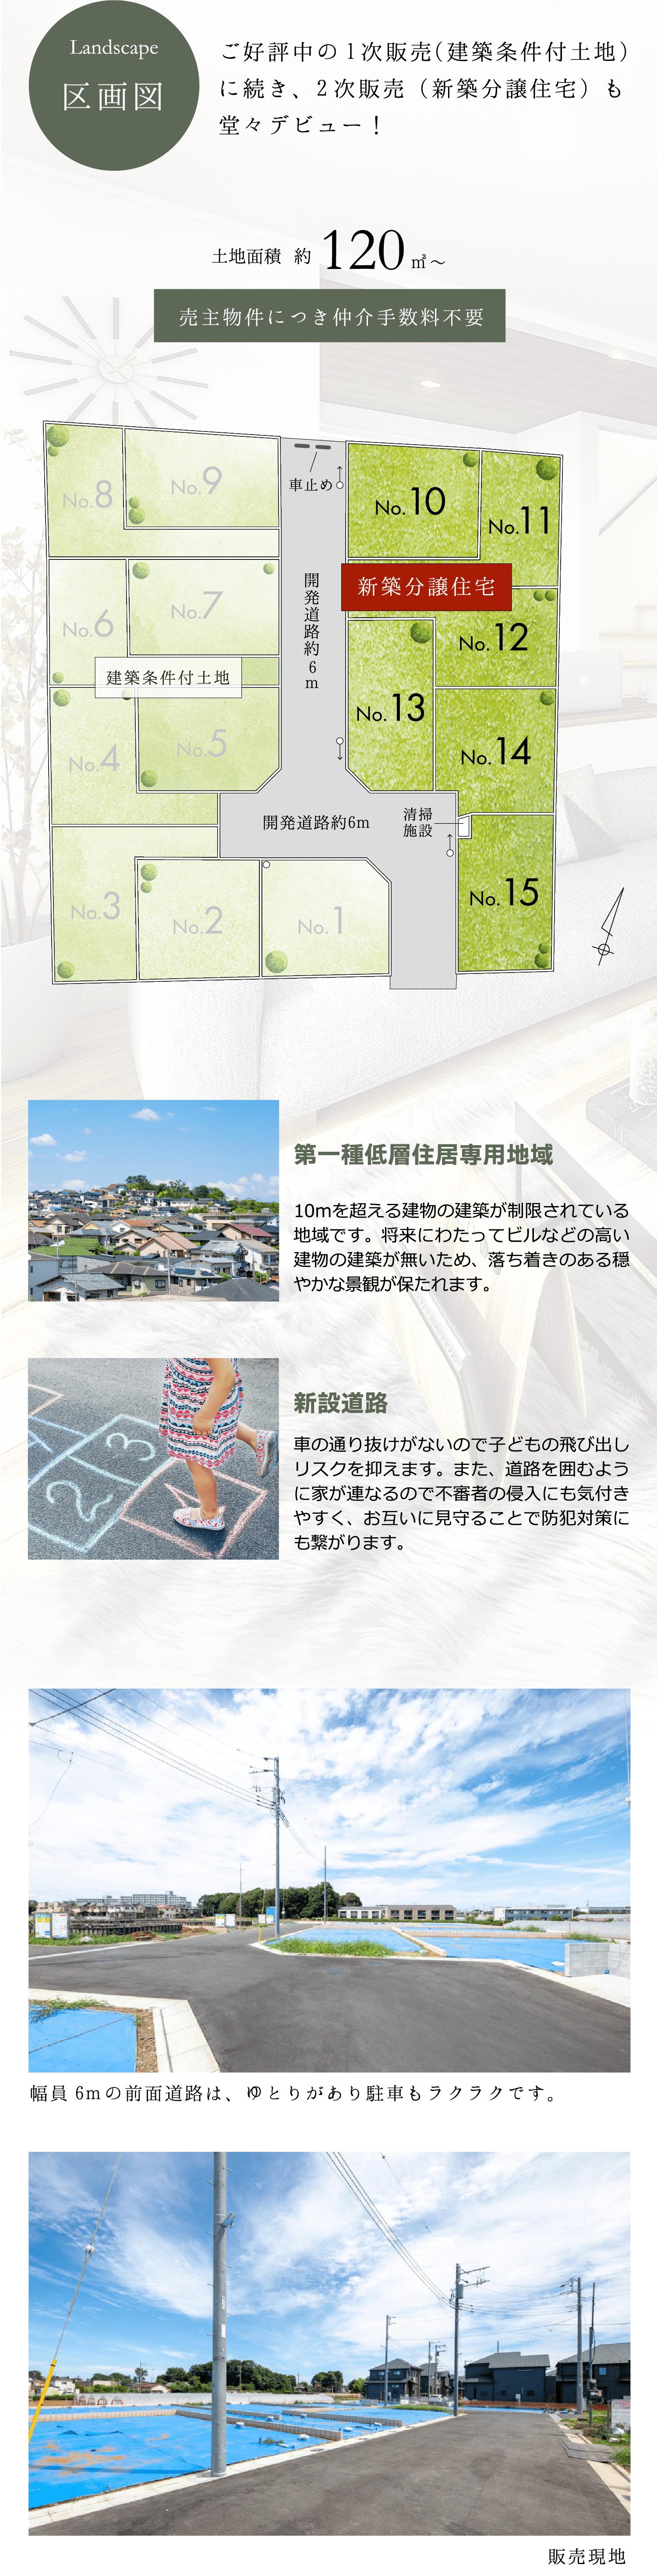 Landscape
区画図
ご好評中の1次販売(建築条件付土地)
に続き、2次販売（新築分譲住宅）も
堂々デビュー！
土地面積 約 120㎡～
売主物件につき仲介手数料不要
No.8
No.9
車止め
No.10
No.11
開発道路約6m
新築分譲住宅
No.6
No.7
No.12
建築条件付土地
No.13
No.4
No.5
No.14
開発道路約6m
清掃
施設
No.3
No.2
No.1
No.15
第一種低層住居専用地域
10mを超える建物の建築が制限されている
地域です。将来にわたってビルなどの高い
建物の建築が無いため、落ち着きのある穏
やかな景観が保たれます。
2
3
新設道路
車の通り抜けがないので子どもの飛び出し
リスクを抑えます。また、道路を囲むよう
に家が連なるので不審者の侵入にも気付き
やすく、お互いに見守ることで防犯対策に
も繋がります。
幅員 6mの前面道路は、ゆとりがあり駐車もラクラクです。
販売現地